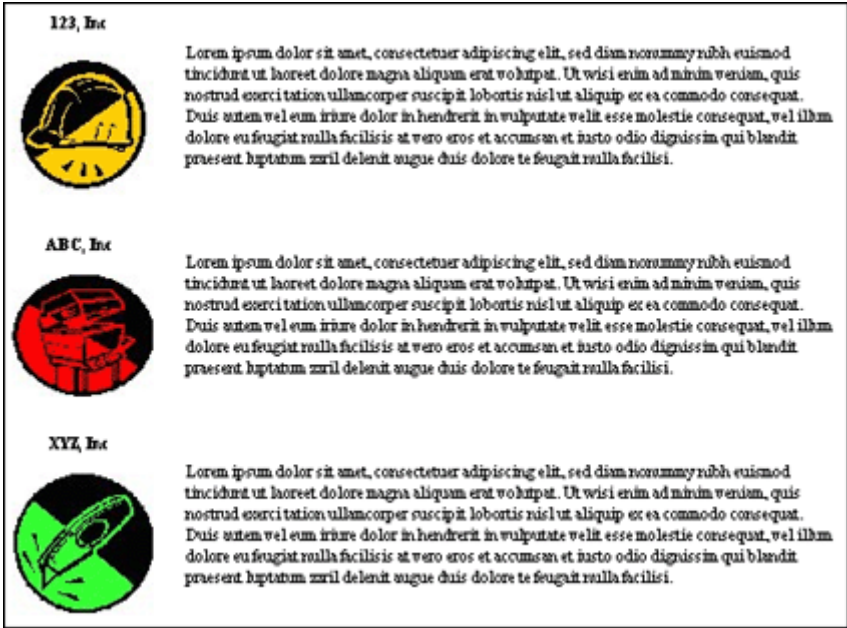 123, Inc
Lorem ipsum dolor sit amet, consectetuer adipiscing elit, sed diam nonummy nibh euismod
tincidunt ut laoreet dolore magna aliquam erat volutpat. Ut wisi enim ad minim veniam, quis
nostrud exerci tation ullamcorper suscipit lobortis nisl ut aliquip ex ea commodo consequat.
Duis autem vel eum iriure dolor in hendrerit in vulputate velit esse molestie consequat, vel illum
dolore eu feugiat nulla facilisis at vero eros et accumsan et iusto odio dignissim qui blandit
praesent luptatum zzril delenit augue duis dolore te feugait nulla facilisi.
ABC, Inc
Lorem ipsum dolor sit amet, consectetuer adipiscing elit, sed diam nonummy nibh euismod
tincidunt ut laoreet dolore magna aliquam erat volutpat. Ut wisi enim ad minim veniam, quis
nostrud exerci tation ullamcorper suscipit lobortis nisl ut aliquip ex ea commodo consequat.
Duis autem vel eum iriure dolor in hendrerit in vulputate velit esse molestie consequat, vel illum
dolore eu feugiat nulla facilisis at vero eros et accumsan et iusto odio dignissim qui blandit
praesent luptatum zzril delenit augue duis dolore te feugait nulla facilisi.
XYZ, Inc
Lorem ipsum dolor sit amet, consectetuer adipiscing elit, sed diam nonummy nibh euismod
tincidunt ut laoreet dolore magna aliquam erat volutpat. Ut wisi enim ad minim veniam, quis
nostrud exerci tation ullamcorper suscipit lobortis nisl ut aliquip ex ea commodo consequat.
Duis autem vel eum iriure dolor in hendrerit in vulputate velit esse molestie consequat, vel illum
dolore eu feugiat nulla facilisis at vero eros et accumsan et iusto odio dignissim qui blandit
praesent luptatum zzril delenit augue duis dolore te feugait nulla facilisi.